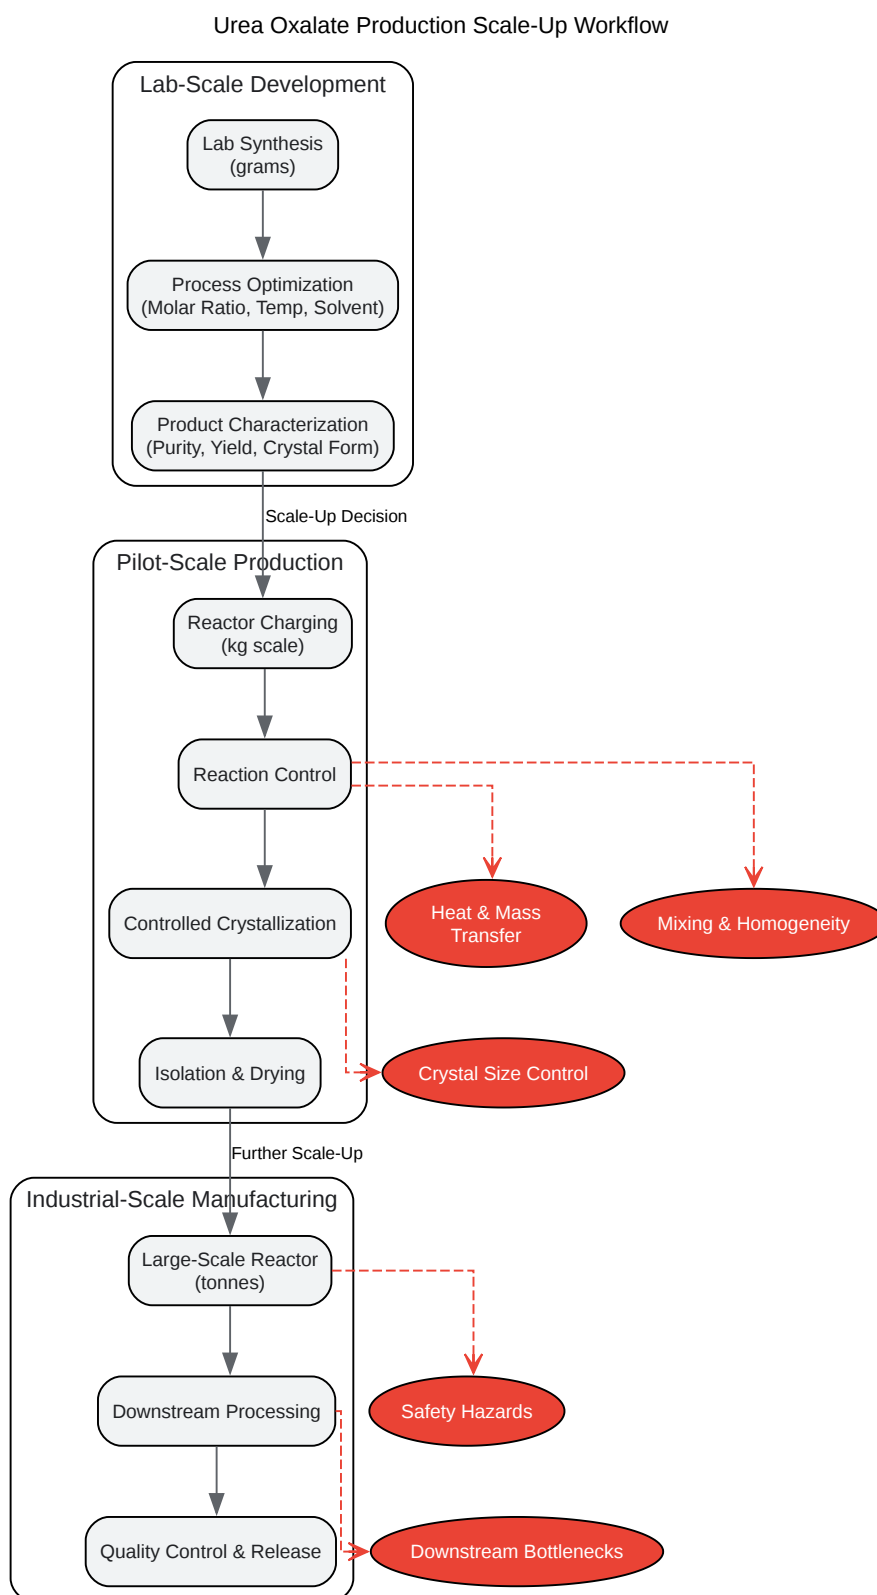 Urea Oxalate Production Scale-Up Workflow
Lab-Scale Development
Lab Synthesis
(grams)
Process Optimization
(Molar Ratio, Temp, Solvent)
Product Characterization
(Purity, Yield, Crystal Form)
Scale-Up Decision
Pilot-Scale Production
Reactor Charging
(kg scale)
Reaction Control
Controlled Crystallization
Heat & Mass
Transfer
Mixing & Homogeneity
Isolation & Drying
Crystal Size Control
Further Scale-Up
Industrial-Scale Manufacturing
Large-Scale Reactor
(tonnes)
Downstream Processing
Safety Hazards
Quality Control & Release
Downstream Bottlenecks